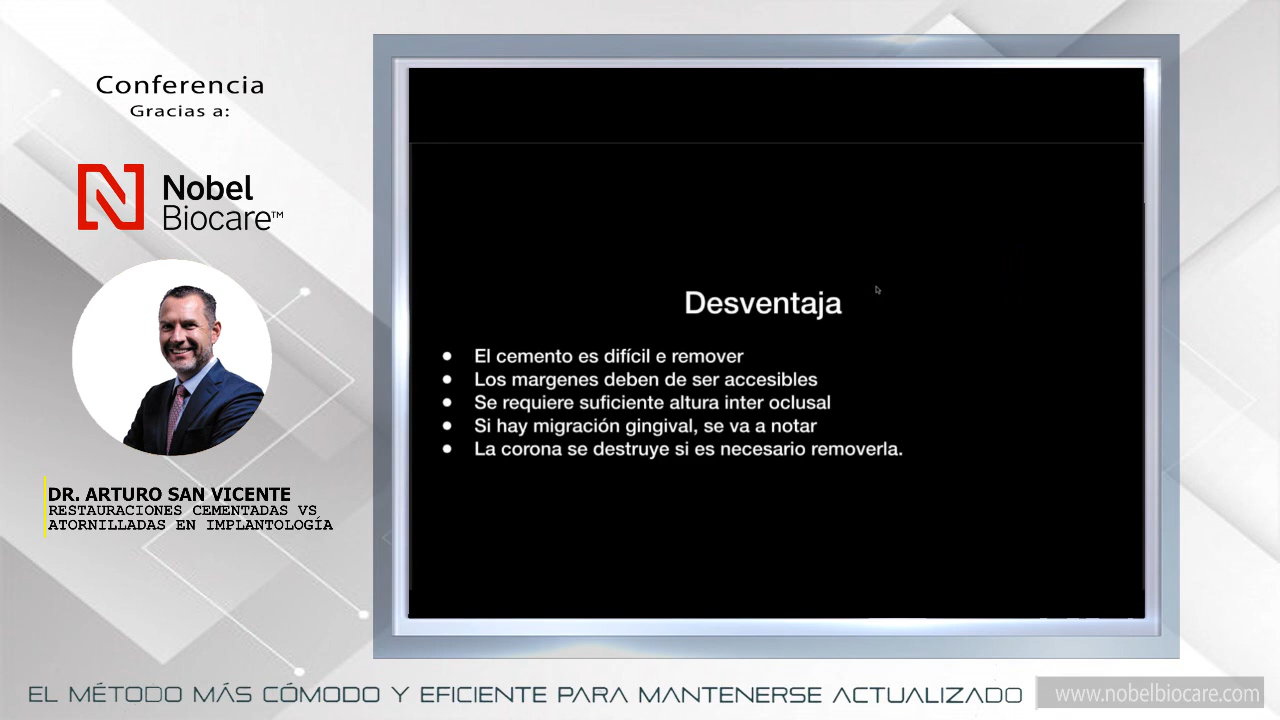 Conferencia
Gracias a:
Nobel
Biocare™
DR. ARTURO SAN VICENTE
RESTAURACIONES CEMENTADAS VS
ATORNILLADAS EN IMPLANTOLOGÍA
Desventaja
● El cemento es difícil e remover
● Los margenes deben de ser accesibles
● Se requiere suficiente altura inter oclusal
● Si hay migración gingival, se va a notar
● La corona se destruye si es necesario removerla.
EL MÉTODO MÁS CÓMODO Y EFICIENTE PARA MANTENERSE ACTUALIZADO
www.nobelbiocare.com